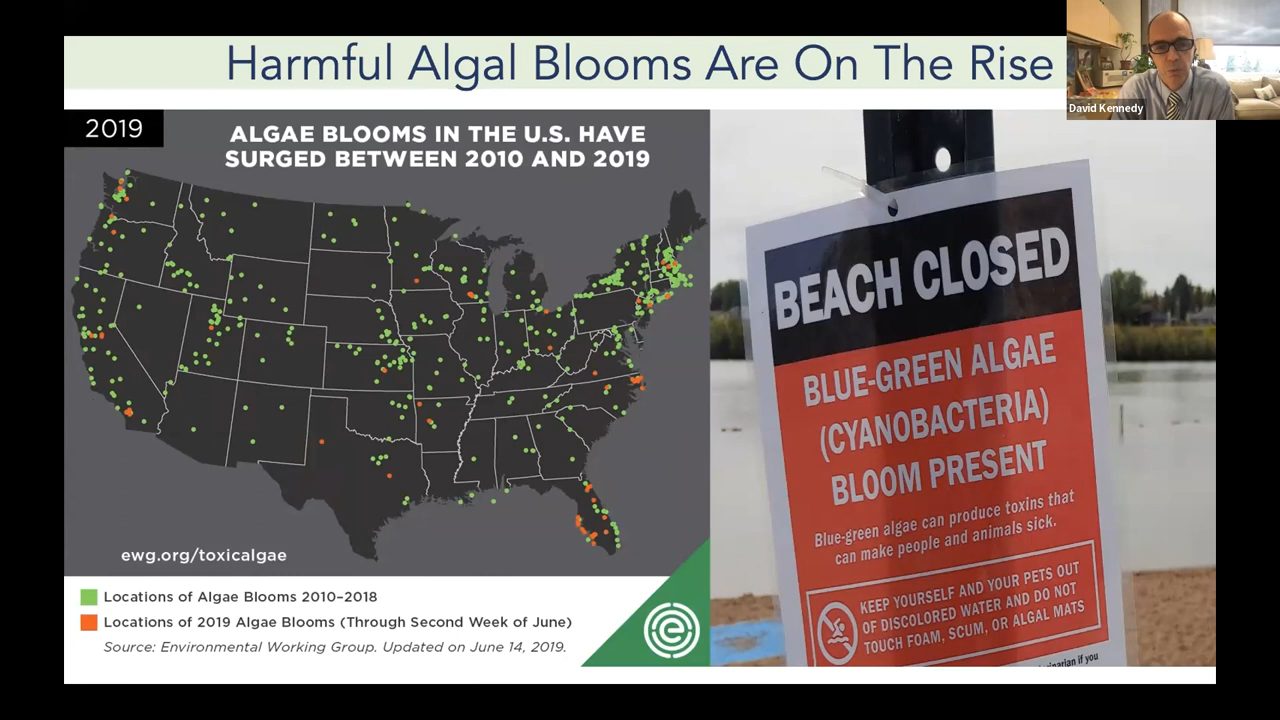 Harmful Algal Blooms Are On The Rise
David Kennedy
2019
ALGAE BLOOMS IN THE U.S. HAVE
SURGED BETWEEN 2010 AND 2019
ewg.org/toxicalgae
Locations of Algae Blooms 2010–2018
Locations of 2019 Algae Blooms (Through Second Week of June)
Source: Environmental Working Group. Updated on June 14, 2019.
e
BEACH CLOSED
BLUE-GREEN ALGAE
(CYANOBACTERIA)
BLOOM PRESENT
Blue-green algae can produce toxins that
can make people and animals sick.
KEEP YOURSELF AND YOUR PETS OUT
OF DISCOLORED WATER AND DO NOT
TOUCH FOAM, SCUM, OR ALGAL MATS
if you